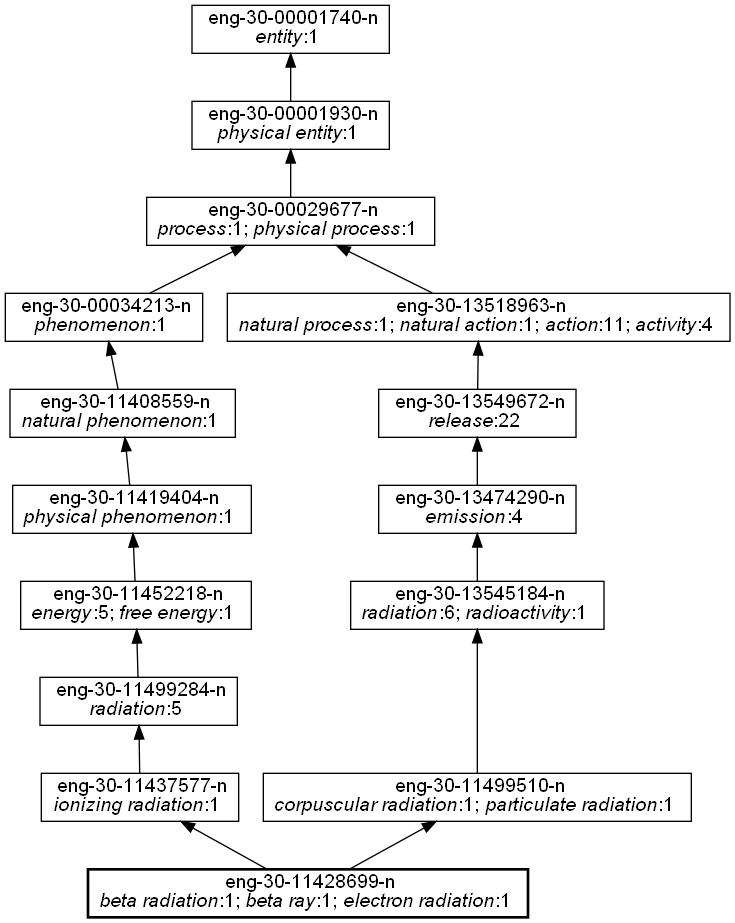 eng-30-00001740-n
entity:1
eng-30-00001930-n
physical entity:1
eng-30-00029677-n
process:1; physical process:1
eng-30-00034213-n
phenomenon:1
eng-30-13518963-n
natural process:1; natural action:1; action:11; activity:4
eng-30-11408559-n
natural phenomenon:1
eng-30-13549672-n
release:22
eng-30-11419404-n
physical phenomenon:1
eng-30-13474290-n
emission:4
eng-30-11452218-n
energy:5; free energy:1
eng-30-13545184-n
radiation:6; radioactivity:1
eng-30-11499284-n
radiation:5
eng-30-11437577-n
ionizing radiation:1
eng-30-11499510-n
corpuscular radiation:1; particulate radiation:1
eng-30-11428699-n
beta radiation:1; beta ray:1; electron radiation:1